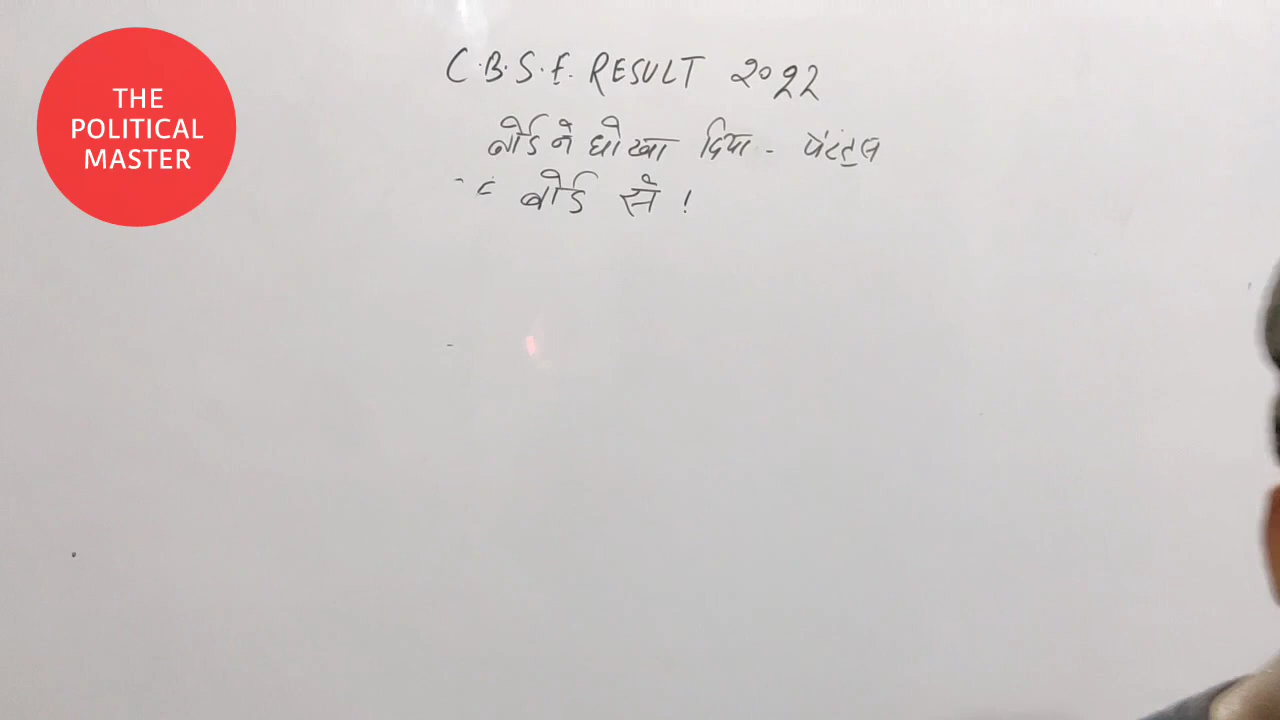 THE
POLITICAL
MASTER
C.B.S.E. RESULT 2022
बोर्ड ने धोखा दिया -
बोर्ड से !